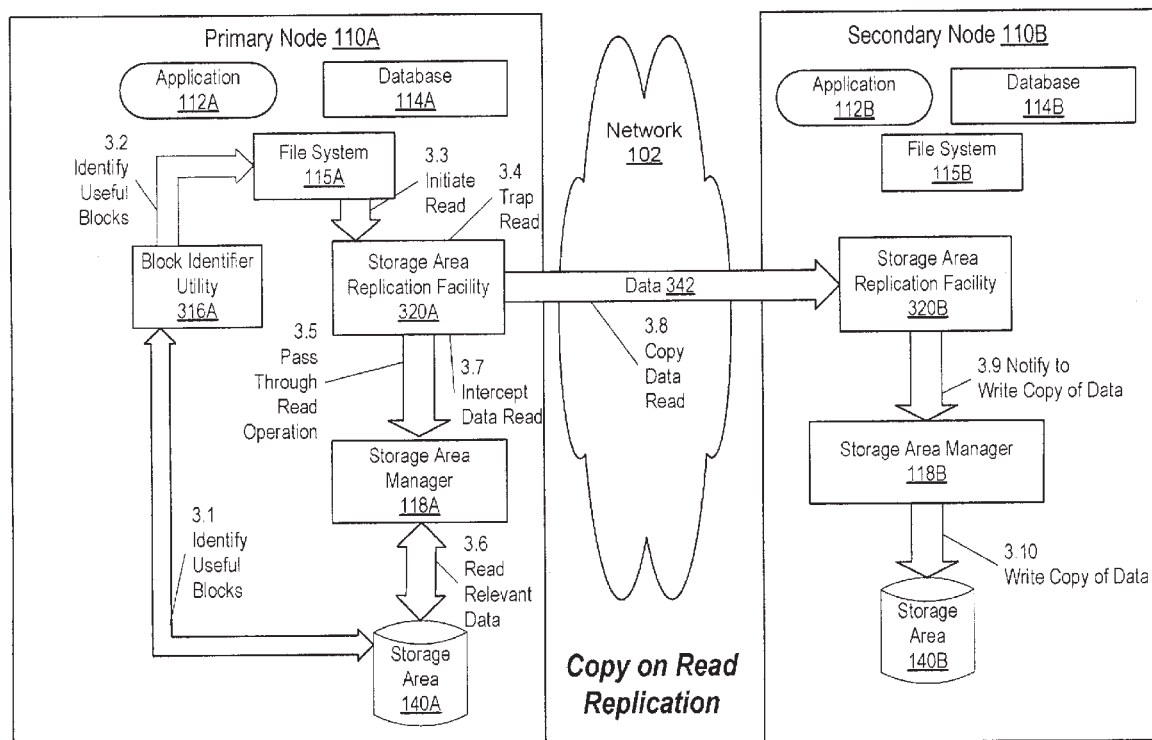 Primary Node 110A
Application
112A
Database
114A
3.2
Identify
Useful
Blocks
File System
115A
3.3
Initiate
Read
3.4
Trap
Read
Block Identifier
Utility
316A
Storage Area
Replication Facility
320A
3.5
Pass
Through
Read
Operation
3.7
Intercept
Data Read
Storage Area
Manager
118A
3.1
Identify
Useful
Blocks
3.6
Read
Relevant
Data
Storage
Area
140A
Network
102
Data 342
3.8
Copy
Data
Read
Copy on Read
Replication
Secondary Node 110B
Application
112B
Database
114B
File System
115B
Storage Area
Replication Facility
320B
3.9 Notify to
Write Copy of Data
Storage Area Manager
118B
3.10
Write Copy of Data
Storage
Area
140B